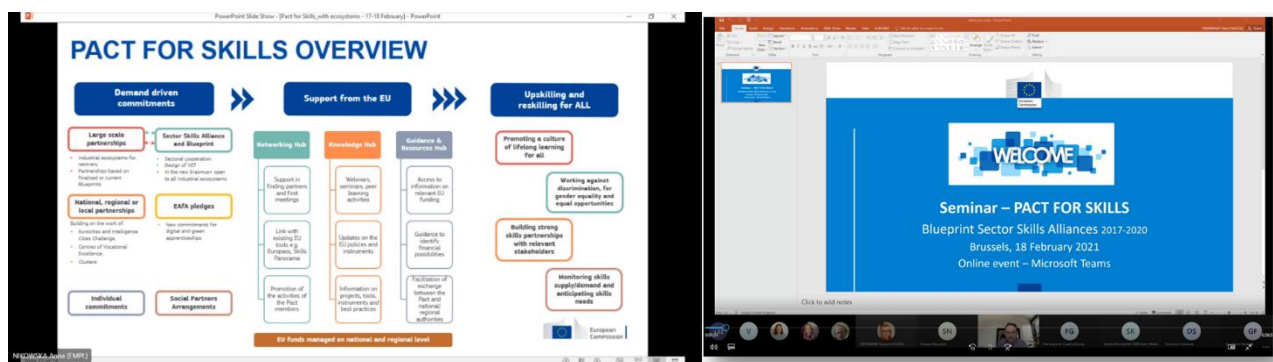 PowerPoint Slide Show - [Pact for Skills_with ecosystems - 17-18 February] - PowerPoint
PACT FOR SKILLS OVERVIEW
Demand driven
commitments
Support from the EU
Upskilling and
reskilling for ALL
Large scale
partnerships
Sector Skills Alliance
and Blueprint
• Industrial ecosystems for
recovery
• Partnerships based on
finalised or current
Blueprints
• Sectoral cooperation
• Design of VET
• In the new Erasmus+ open
to all industrial ecosystems
National, regional or
local partnerships
EAfA pledges
Building on the work of:
• Eurocities and Intelligence
Cities Challenge,
• Centres of Vocational
Excellence,
• Clusters
• New commitments for
digital and green
apprenticeships
Individual
commitments
Social Partners
Arrangements
Networking Hub
Support in
finding partners
and first
meetings
Link with
existing EU
tools e.g.
Europass, Skills
Panorama
Promotion of
the activities of
the Pact
members
Knowledge Hub
Webinars,
seminars, peer
learning
activities
Updates on the
EU policies and
instruments
Information on
projects, tools,
instruments and
best practices
Guidance &
Resources Hub
Access to
information on
relevant EU
funding
Guidance to
identify
financial
possibilities
Facilitation of
exchange
between the
Pact and
national/
regional
authorities
EU funds managed on national and regional level
Promoting a culture
of lifelong learning
for all
Working against
discrimination, for
gender equality and
equal opportunities
Building strong
skills partnerships
with relevant
stakeholders
Monitoring skills
supply/demand and
anticipating skills
needs
European
Commission
NIKOWSKA Anna (EMPL)
European
Commission
WELCOME
Seminar – PACT FOR SKILLS
Blueprint Sector Skills Alliances 2017-2020
Brussels, 18 February 2021
Online event – Microsoft Teams
Click to add notes
V
SN
FG
SK
DS
GF